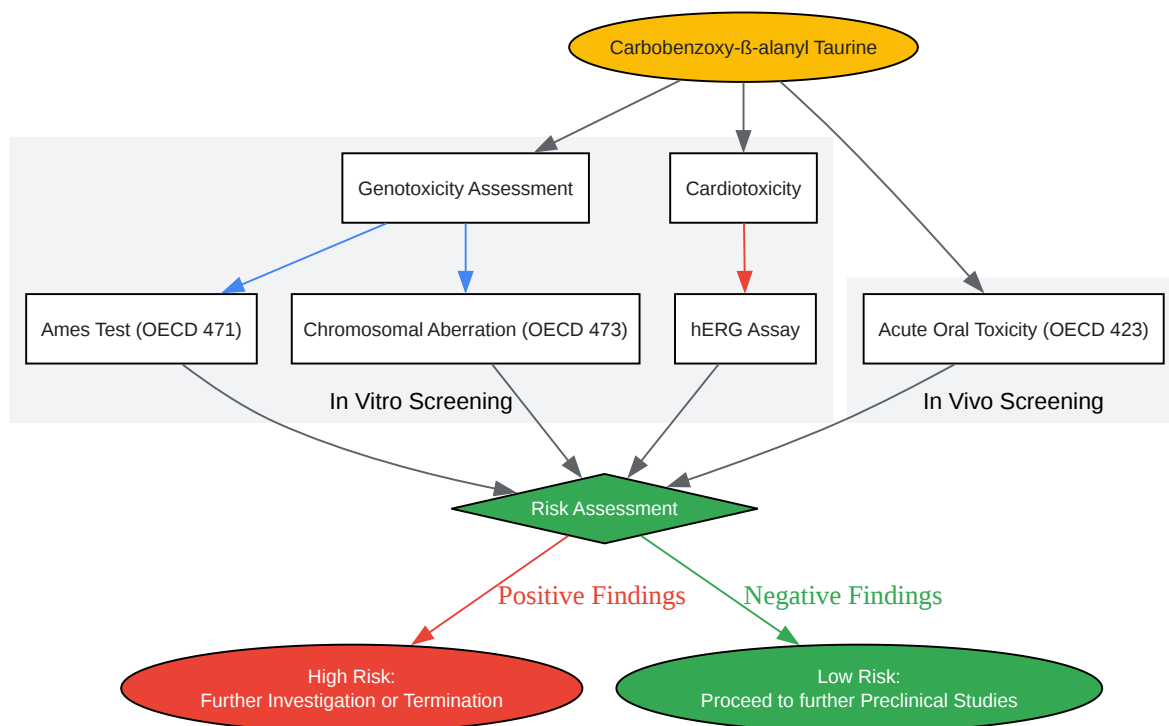 Carbobenzoxy-ß-alanyl Taurine
Genotoxicity Assessment
Cardiotoxicity
Ames Test (OECD 471)
Chromosomal Aberration (OECD 473)
hERG Assay
Acute Oral Toxicity (OECD 423)
In Vitro Screening
In Vivo Screening
Risk Assessment
Positive Findings
Negative Findings
High Risk:
Further Investigation or Termination
Low Risk:
Proceed to further Preclinical Studies